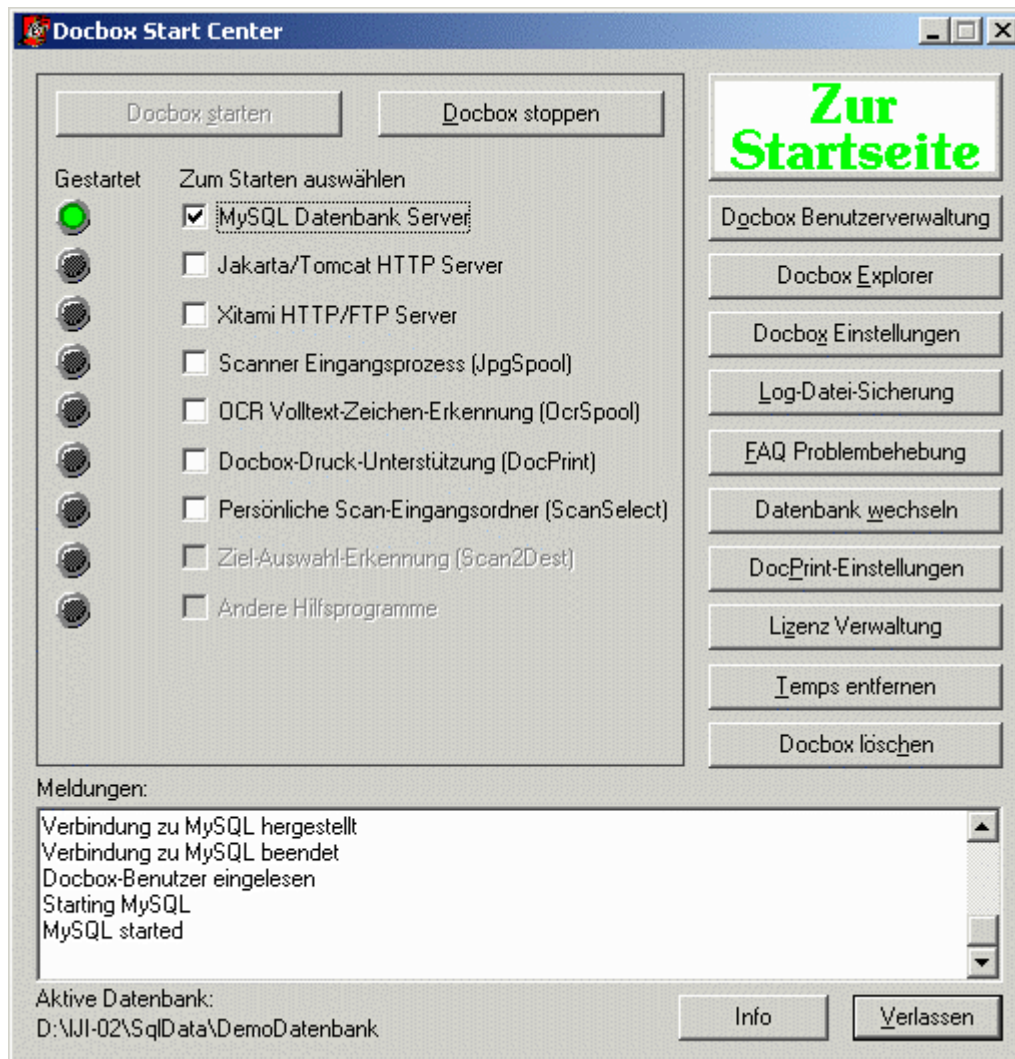 Docbox Start Center
Docbox starten
Docbox stoppen
Zur
Startseite
Gestartet
Zum Starten auswählen
MySQL Datenbank Server
Jakarta/Tomcat HTTP Server
Xitami HTTP/FTP Server
Scanner Eingangsprozess (JpgSpool)
OCR Volltext-Zeichen-Erkennung (OcrSpool)
Docbox-Druck-Unterstützung (DocPrint)
Persönliche Scan-Eingangsordner (ScanSelect)
Ziel-Auswahl-Erkennung (Scan2Dest)
Andere Hilfsprogramme
Docbox Benutzerverwaltung
Docbox Explorer
Docbox Einstellungen
Log-Datei-Sicherung
FAQ Problembehebung
Datenbank wechseln
DocPrint-Einstellungen
Lizenz Verwaltung
Temps entfernen
Docbox löschen
Meldungen:
Verbindung zu MySQL hergestellt
Verbindung zu MySQL beendet
Docbox-Benutzer eingelesen
Starting MySQL
MySQL started
Aktive Datenbank:
D:\IJI-02\SqlData\DemoDatenbank
Info
Verlassen